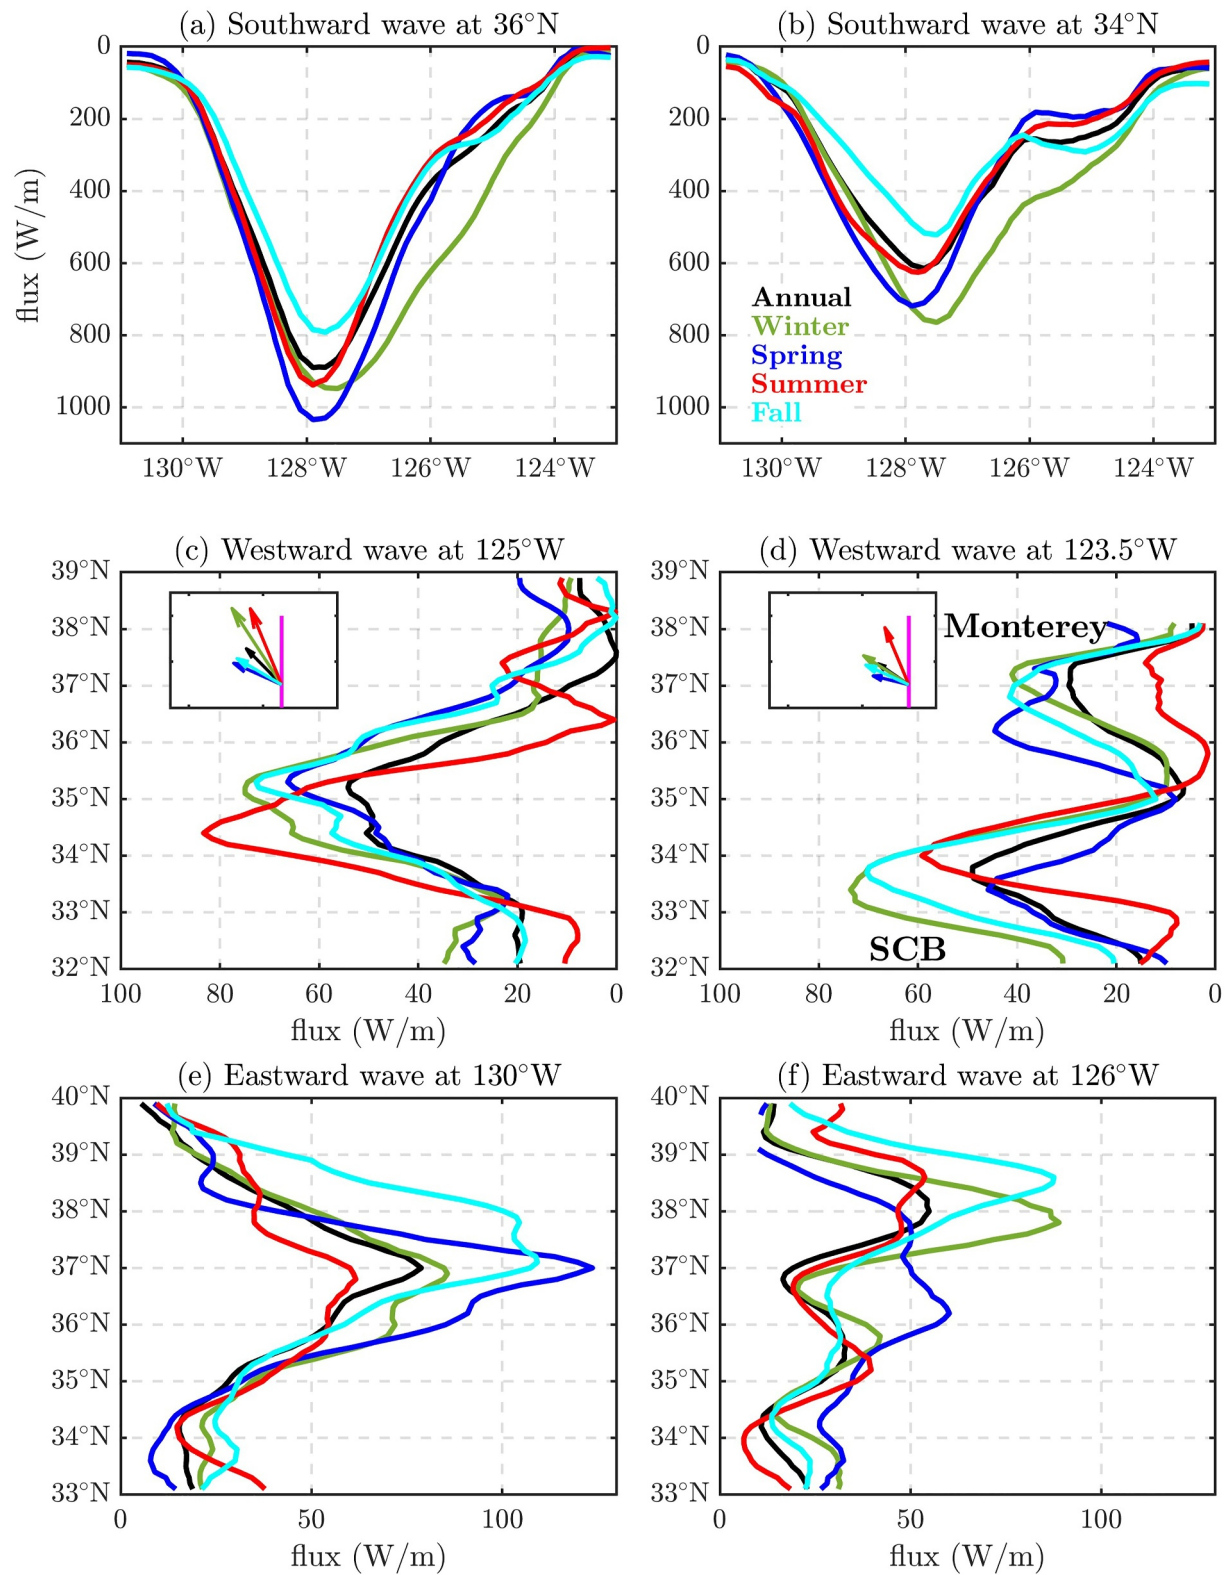 (a) Southward wave at 36°N
(b) Southward wave at 34°N
0
200
400
600
800
1000
flux (W/m)
130°W 128°W 126°W 124°W
0
200
400
600
800
1000
Annual
Winter
Spring
Summer
Fall
130°W 128°W 126°W 124°W
(c) Westward wave at 125°W
(d) Westward wave at 123.5°W
39°N
38°N
37°N
36°N
35°N
34°N
33°N
32°N
100 80 60 40 20 0
flux (W/m)
39°N
38°N
37°N
36°N
35°N
34°N
33°N
32°N
Monterey
SCB
100 80 60 40 20 0
flux (W/m)
(e) Eastward wave at 130°W
(f) Eastward wave at 126°W
40°N
39°N
38°N
37°N
36°N
35°N
34°N
33°N
0 50 100
flux (W/m)
40°N
39°N
38°N
37°N
36°N
35°N
34°N
33°N
0 50 100
flux (W/m)